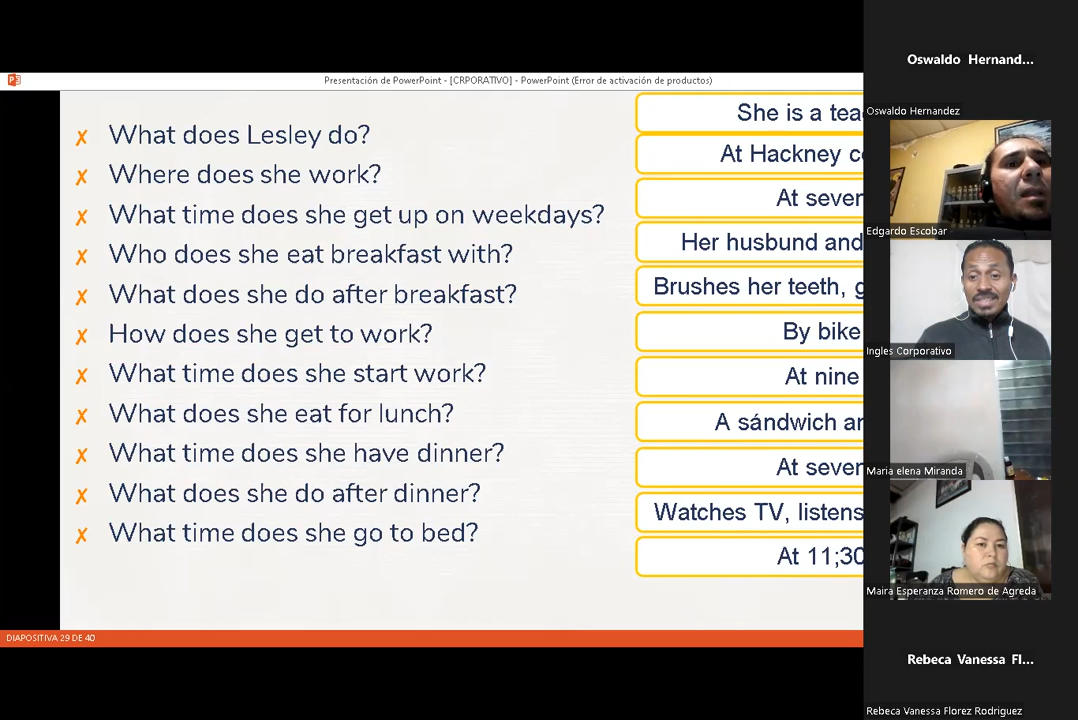 Presentación de PowerPoint - [CRPORATIVO] - PowerPoint (Error de activación de productos)
What does Lesley do?
Where does she work?
What time does she get up on weekdays?
Who does she eat breakfast with?
What does she do after breakfast?
How does she get to work?
What time does she start work?
What does she eat for lunch?
What time does she have dinner?
What does she do after dinner?
What time does she go to bed?
She is a
At Hackney
At
Her husbund and
Brushes her teeth,
By bike
At nine
A sándwich
At
Watches TV, listens
At 11;30
DIAPOSITIVA 29 DE 40
Oswaldo Hernand...
Oswaldo Hernandez
Edgardo Escobar
Ingles Corporativo
Maria elena Miranda
Maira Esperanza Romero de Agreda
Rebeca Vanessa Fl...
Rebeca Vanessa Florez Rodriguez